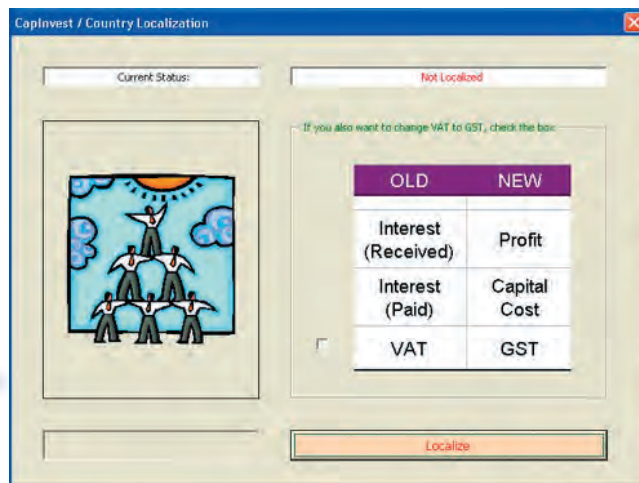 CapInvest / Country Localization
Current Status:
Not Localized
If you also want to change VAT to GST, check the box
OLD NEW
Interest (Received) Profit
Interest (Paid) Capital Cost
VAT GST
Localize